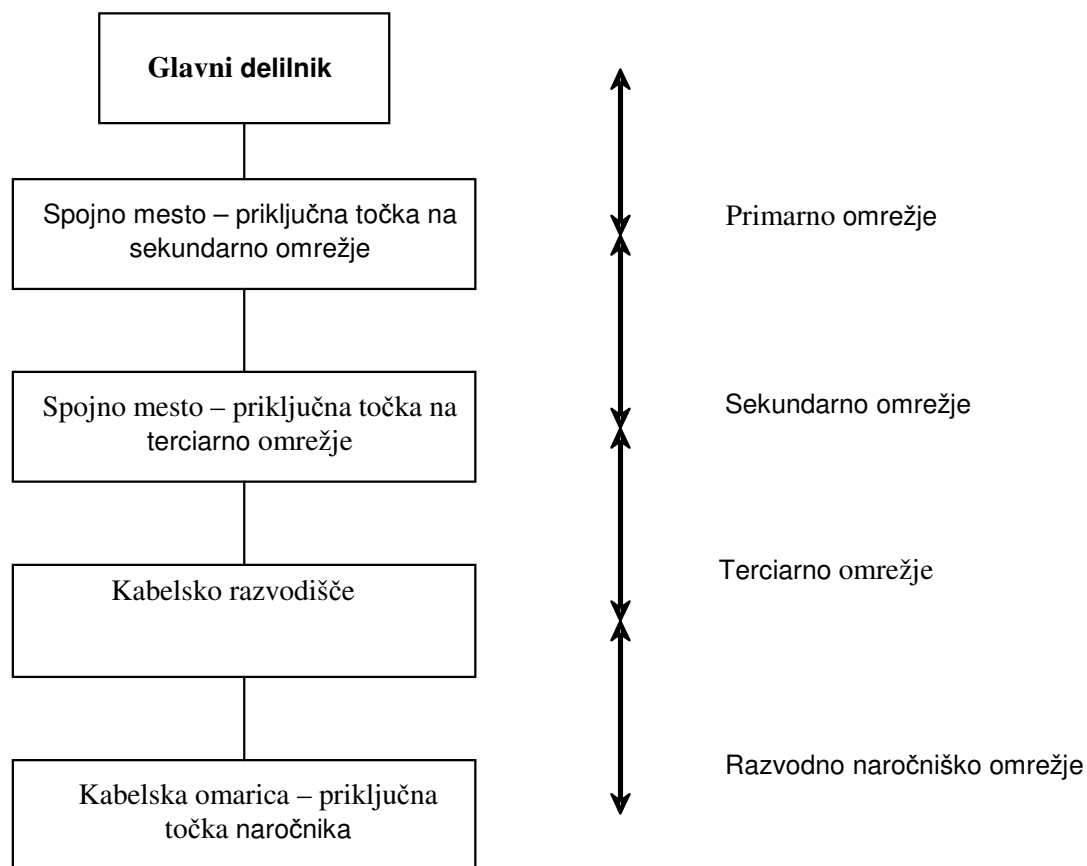 Glavni delilnik
Spojno mesto – priključna točka na
sekundarno omrežje
Primarno omrežje
Spojno mesto – priključna točka na
terciarno omrežje
Sekundarno omrežje
Kabelsko razvodišče
Terciarno omrežje
Kabelska omarica – priključna
točka naročnika
Razvodno naročniško omrežje